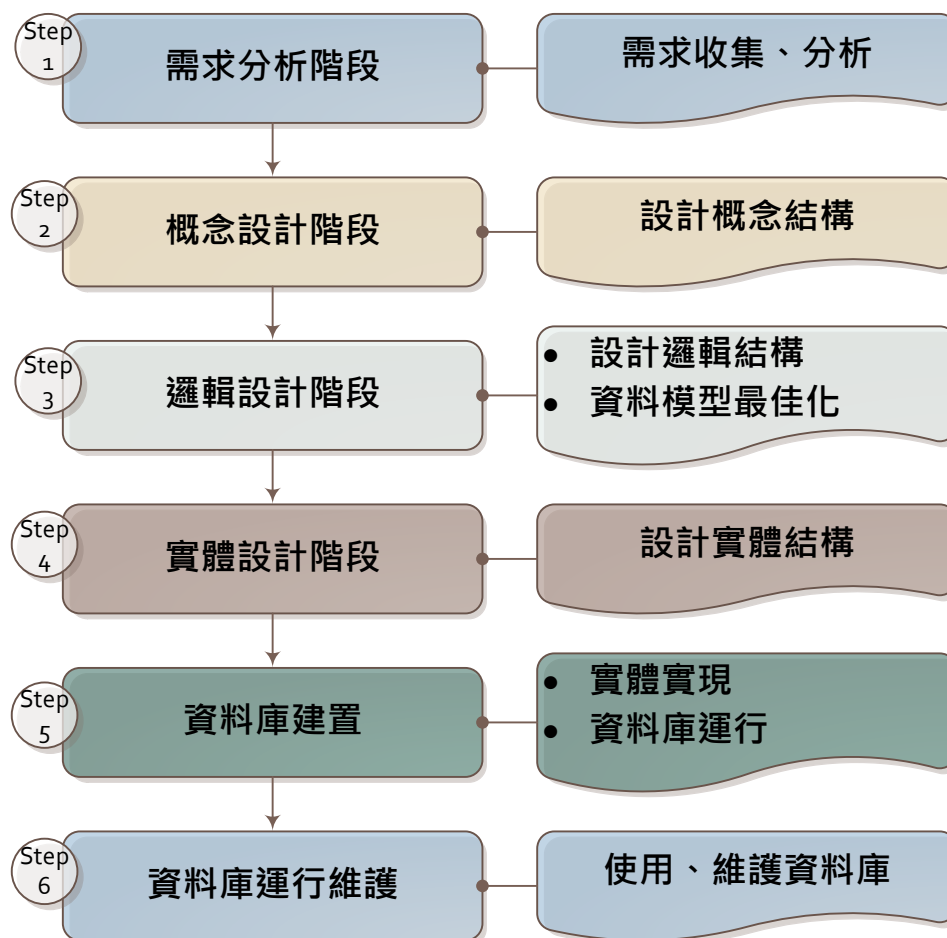 Step
1
需求分析階段
需求收集、分析
Step
2
概念設計階段
設計概念結構
Step
3
邏輯設計階段
• 設計邏輯結構
• 資料模型最佳化
Step
4
實體設計階段
設計實體結構
Step
5
資料庫建置
• 實體實現
• 資料庫運行
Step
6
資料庫運行維護
使用、維護資料庫